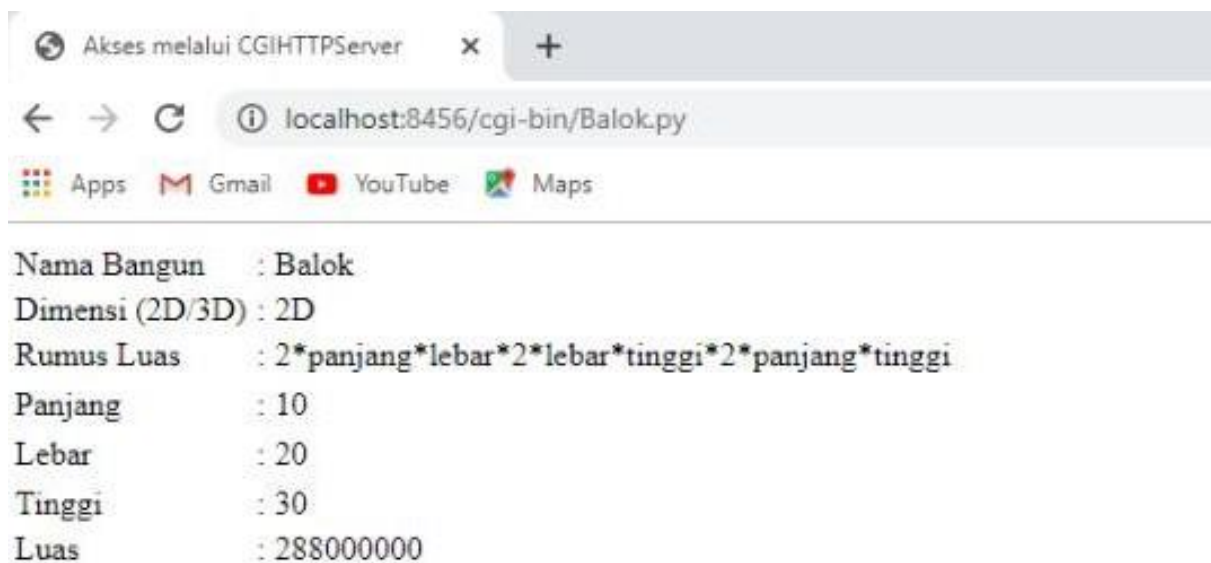 Akses melalui CGIHTTPServer
localhost:8456/cgi-bin/Balok.py
Apps Gmail YouTube Maps
Nama Bangun : Balok
Dimensi (2D/3D) : 2D
Rumus Luas : 2*panjang*lebar*2*lebar*tinggi*2*panjang*tinggi
Panjang : 10
Lebar : 20
Tinggi : 30
Luas : 288000000